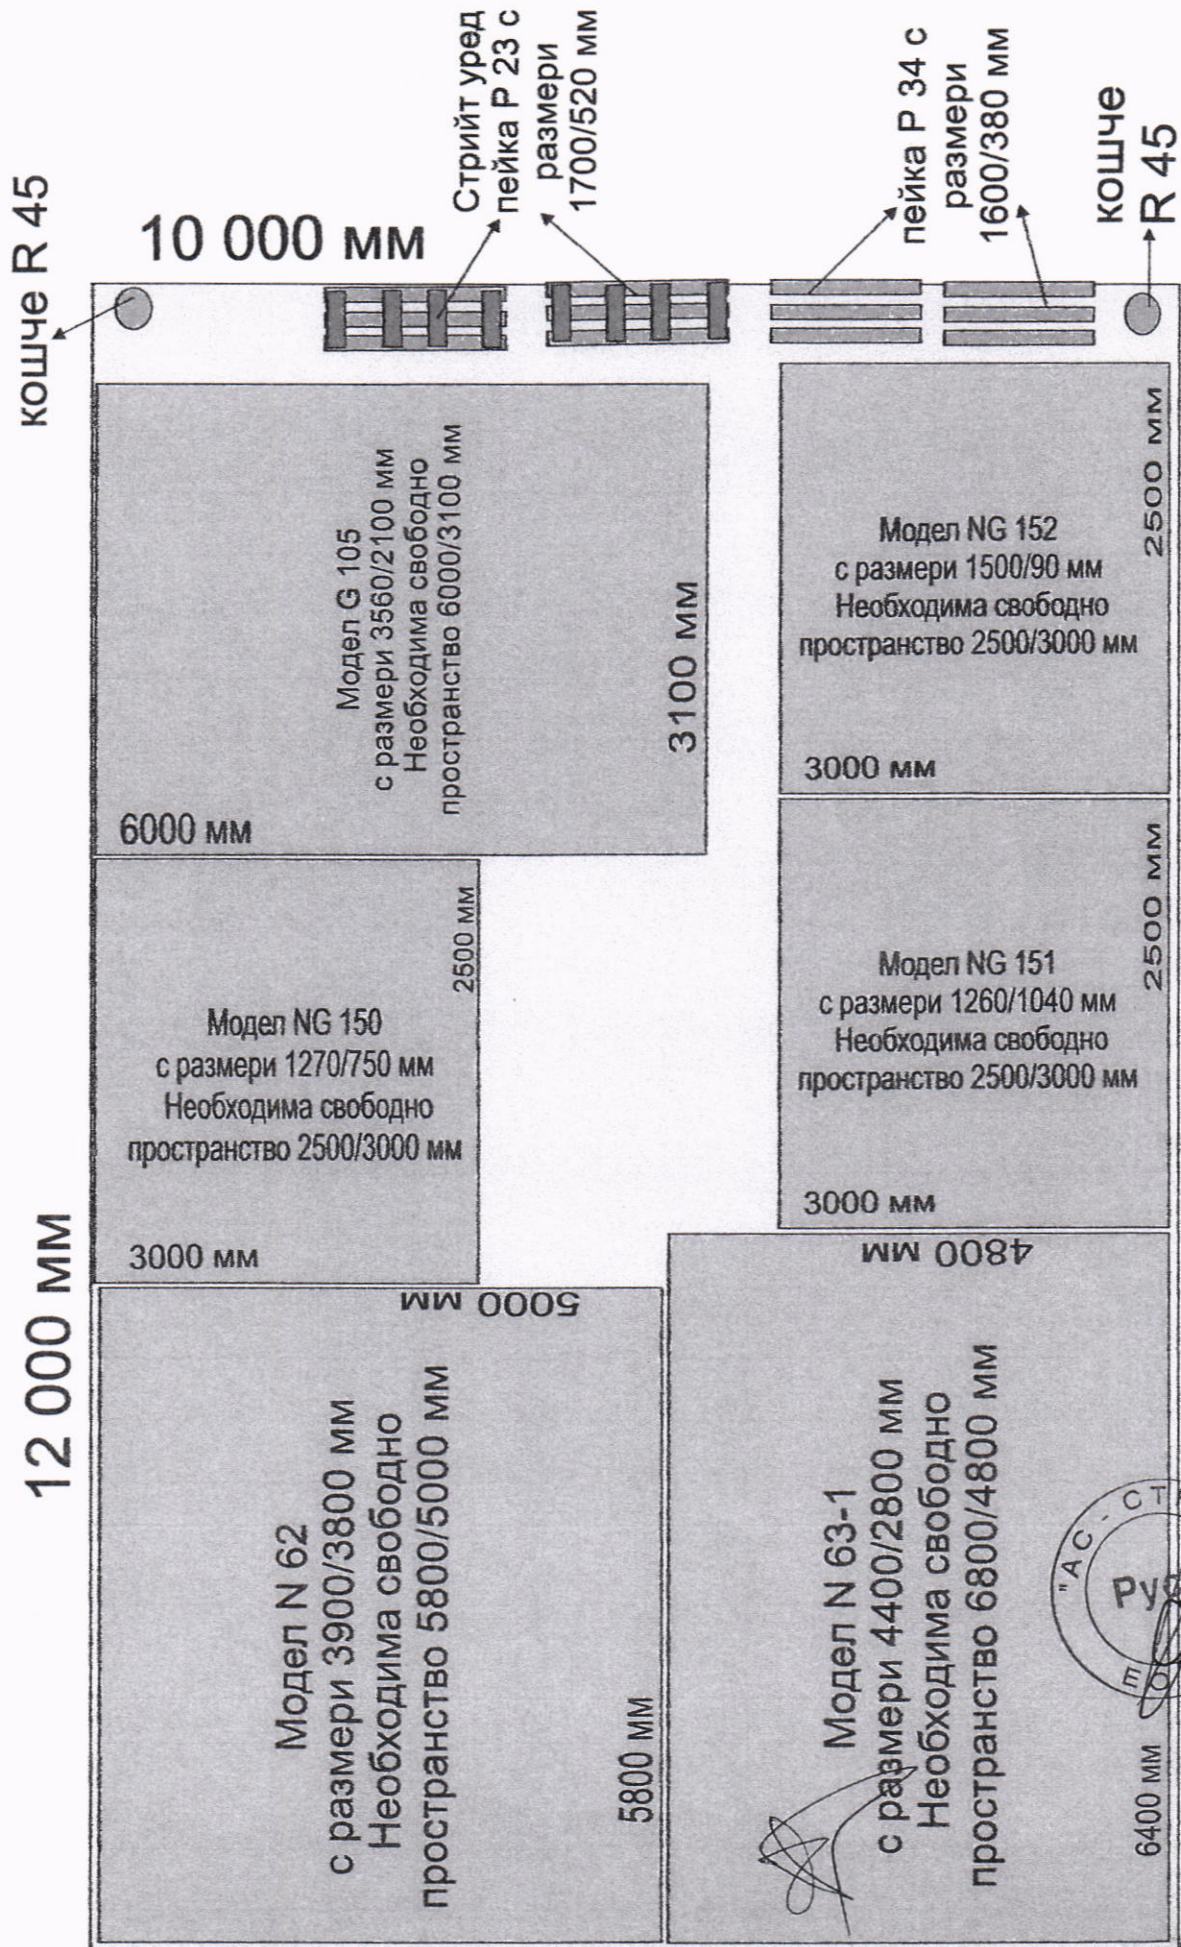 кошче R 45
10 000 мм
Стрийт уред
пейка Р 23 с
размери
1700/520 мм
пейка Р 34 с
размери
1600/380 мм
кошче
R 45
Модел G 105
с размери 3560/2100 мм
Необходима свободно
пространство 6000/3100 мм
3100 мм
6000 мм
Модел NG 152
с размери 1500/90 мм
Необходима свободно
пространство 2500/3000 мм
2500 мм
3000 мм
Модел NG 150
с размери 1270/750 мм
Необходима свободно
пространство 2500/3000 мм
2500 мм
3000 мм
Модел NG 151
с размери 1260/1040 мм
Необходима свободно
пространство 2500/3000 мм
2500 мм
3000 мм
12 000 мм
Модел N 62
с размери 3900/3800 мм
Необходима свободно
пространство 5800/5000 мм
5000 мм
5800 мм
Модел N 63-1
с размери 4400/2800 мм
Необходима свободно
пространство 6800/4800 мм
4800 мм
6400 мм
"АС - СТ